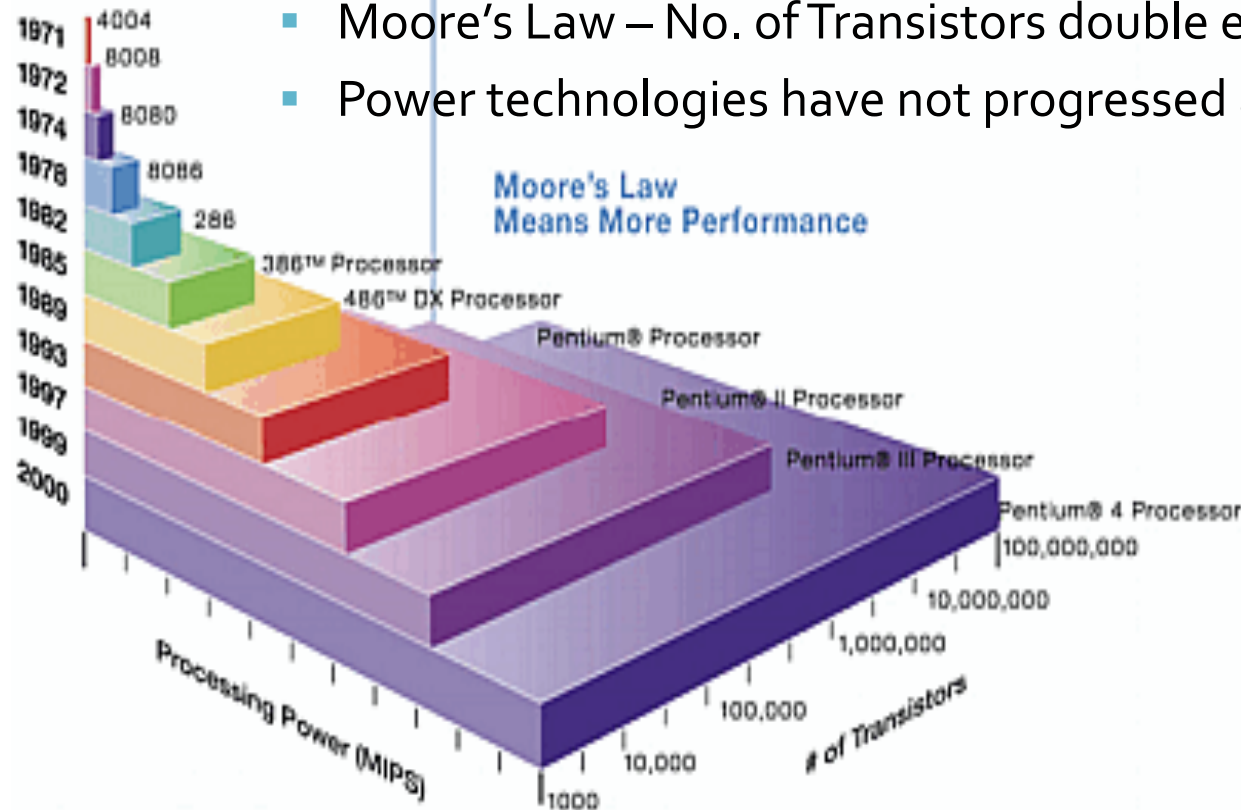 Moore's Law – No. of Transistors double e
Power technologies have not progressed
Moore's Law
Means More Performance
1971
4004
1972
8008
1974
8080
1978
8086
1982
286
1985
386™ Processor
1989
486™ DX Processor
1993
Pentium® Processor
1997
Pentium® II Processor
1999
Pentium® III Processor
2000
Pentium® 4 Processor
100,000,000
10,000,000
1,000,000
100,000
10,000
1000
Processing Power (MIPS)
# of Transistors